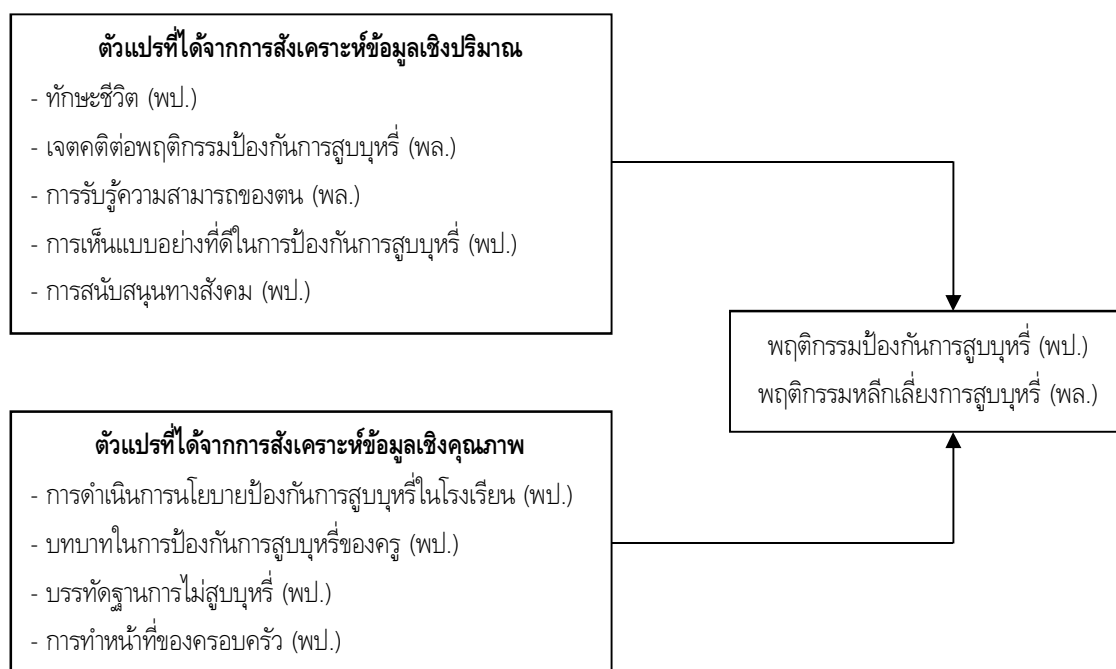 ตัวแปรที่ได้จากการสังเคราะห์ข้อมูลเชิงปริมาณ
- ทักษะชีวิต (พป.)
- เจตคติต่อพฤติกรรมป้องกันการสูบบุหรี่ (พล.)
- การรับรู้ความสามารถของตน (พล.)
- การเห็นแบบอย่างที่ดีในการป้องกันการสูบบุหรี่ (พป.)
- การสนับสนุนทางสังคม (พป.)
พฤติกรรมป้องกันการสูบบุหรี่ (พป.)
พฤติกรรมหลีกเลี่ยงการสูบบุหรี่ (พล.)
ตัวแปรที่ได้จากการสังเคราะห์ข้อมูลเชิงคุณภาพ
- การดำเนินการนโยบายป้องกันการสูบบุหรี่ในโรงเรียน (พป.)
- บทบาทในการป้องกันการสูบบุหรี่ของครู (พป.)
- บรรทัดฐานการไม่สูบบุหรี่ (พป.)
- การทำหน้าที่ของครอบครัว (พป.)